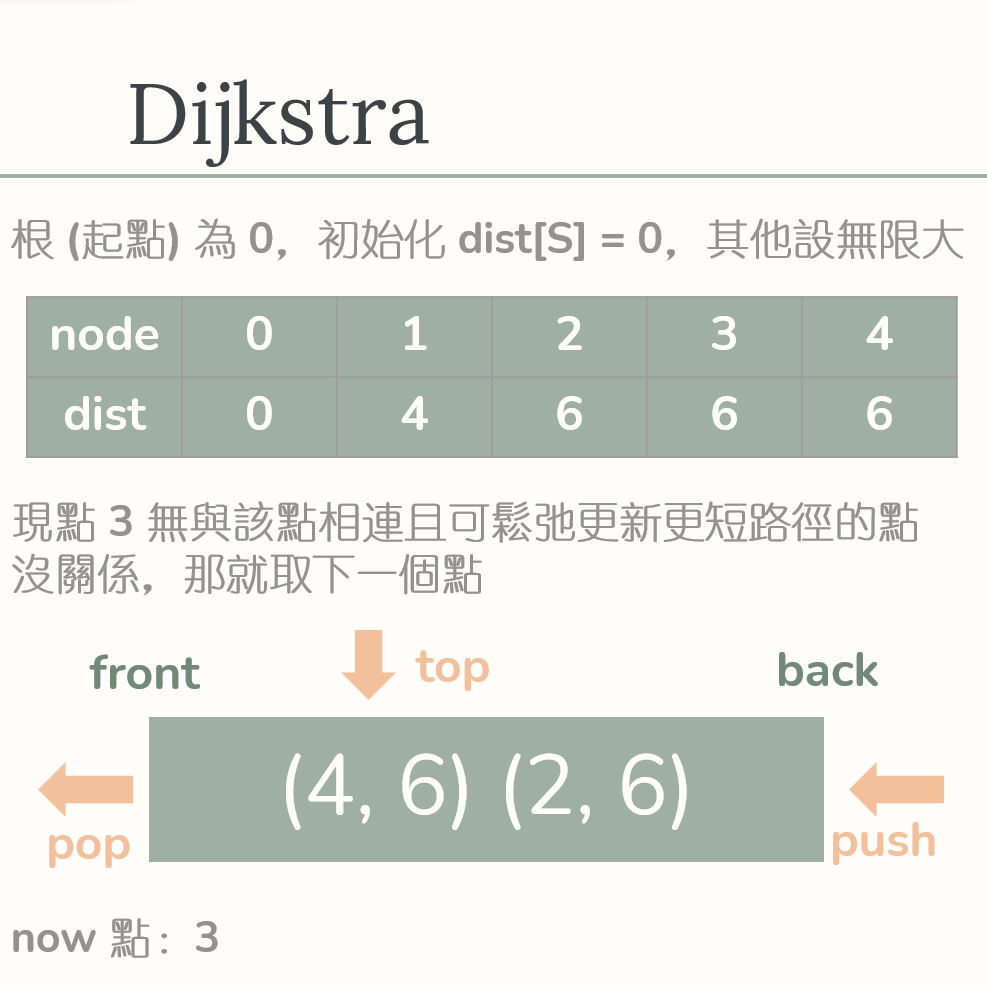 Dijkstra
根 (起點) 為 0，初始化 dist[S] = 0，其他設無限大
node 0 1 2 3 4
dist 0 4 6 6 6
現點 3 無與該點相連且可鬆弛更新更短路徑的點
沒關係，那就取下一個點
front top back
(4, 6) (2, 6)
pop push
now 點：3